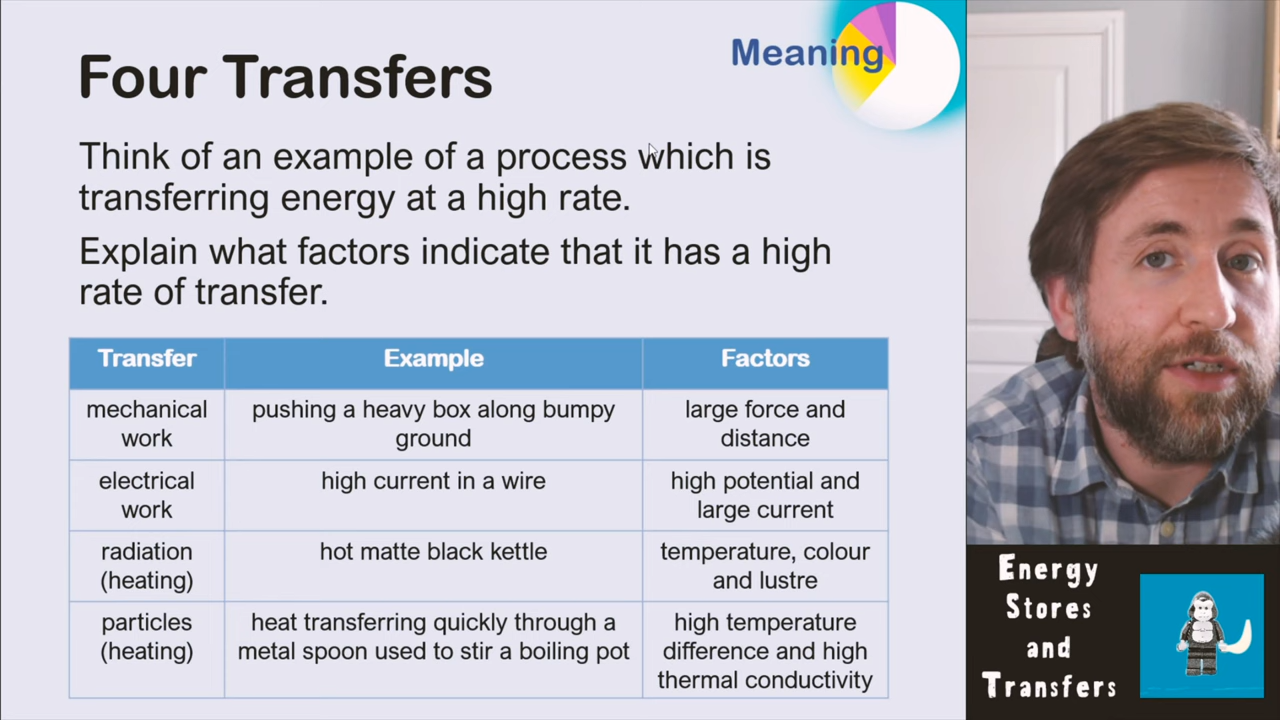 Meaning
Four Transfers
Think of an example of a process which is
transferring energy at a high rate.
Explain what factors indicate that it has a high
rate of transfer.
Transfer Example Factors
mechanical work pushing a heavy box along bumpy ground large force and distance
electrical work high current in a wire high potential and large current
radiation (heating) hot matte black kettle temperature, colour and lustre
particles (heating) heat transferring quickly through a metal spoon used to stir a boiling pot high temperature difference and high thermal conductivity
Energy
Stores
and
Transfers